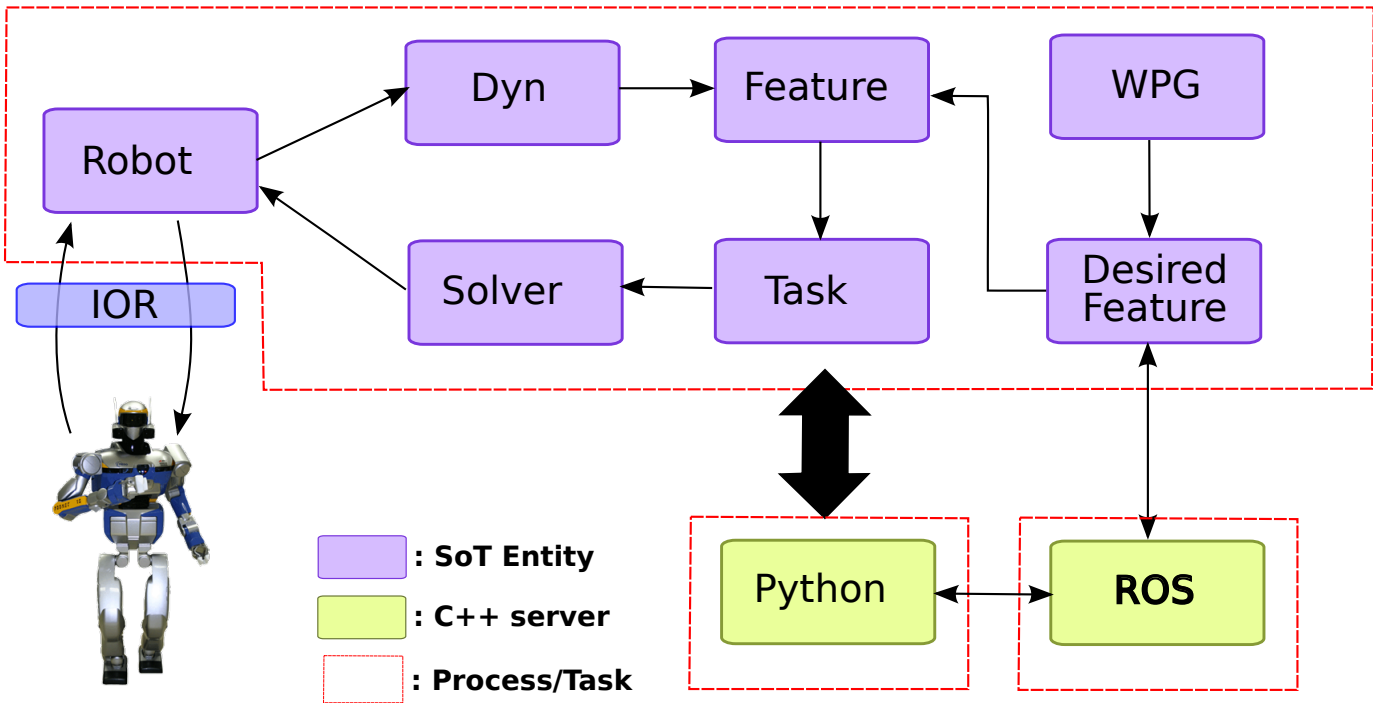 Dyn
Feature
WPG
Robot
Solver
Task
Desired
Feature
IOR
: SoT Entity
: C++ server
: Process/Task
Python
ROS